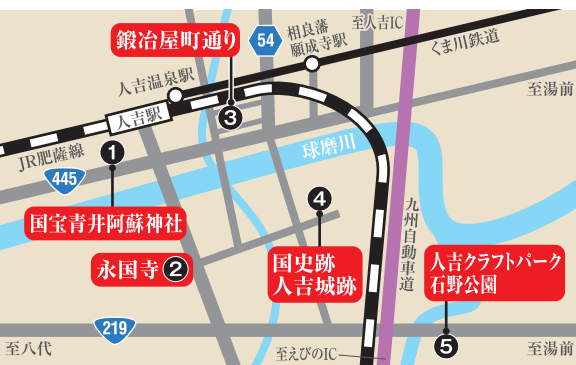 至人吉IC
鍛冶屋町通り
54
相良藩
願成寺駅
くま川鉄道
人吉温泉駅
至湯前
人吉駅
3
JR肥薩線
1
球磨川
445
4
国宝青井阿蘇神社
九州自動車道
永国寺2
国史跡
人吉城跡
人吉クラフトパーク
石野公園
219
至八代
至えびのIC
5
至湯前